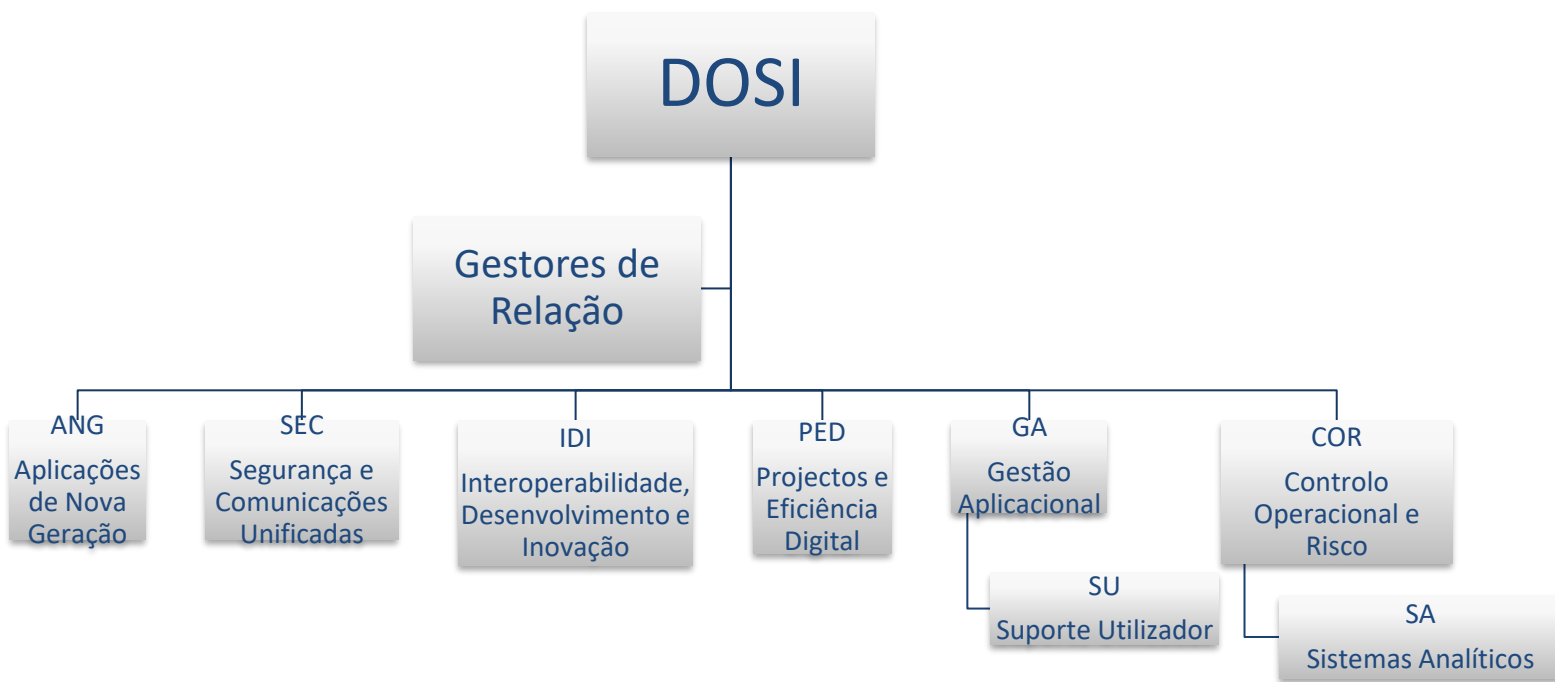 DOSI
Gestores de
Relação
ANG
Aplicações
de Nova
Geração
SEC
Segurança e
Comunicações
Unificadas
IDI
Interoperabilidade,
Desenvolvimento e
Inovação
PED
Projectos e
Eficiência
Digital
GA
Gestão
Aplicacional
SU
Suporte Utilizador
COR
Controlo
Operacional e
Risco
SA
Sistemas Analíticos